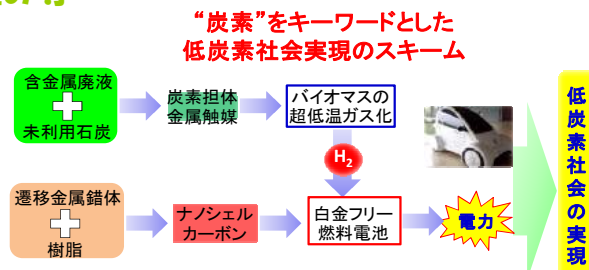 “炭素”をキーワードとした
低炭素社会実現のスキーム
含金属廃液
未利用石炭
炭素担体
金属触媒
バイオマスの
超低温ガス化
H2
遷移金属錯体
樹脂
ナノシェル
カーボン
白金フリー
燃料電池
電力
低炭素社会の実現